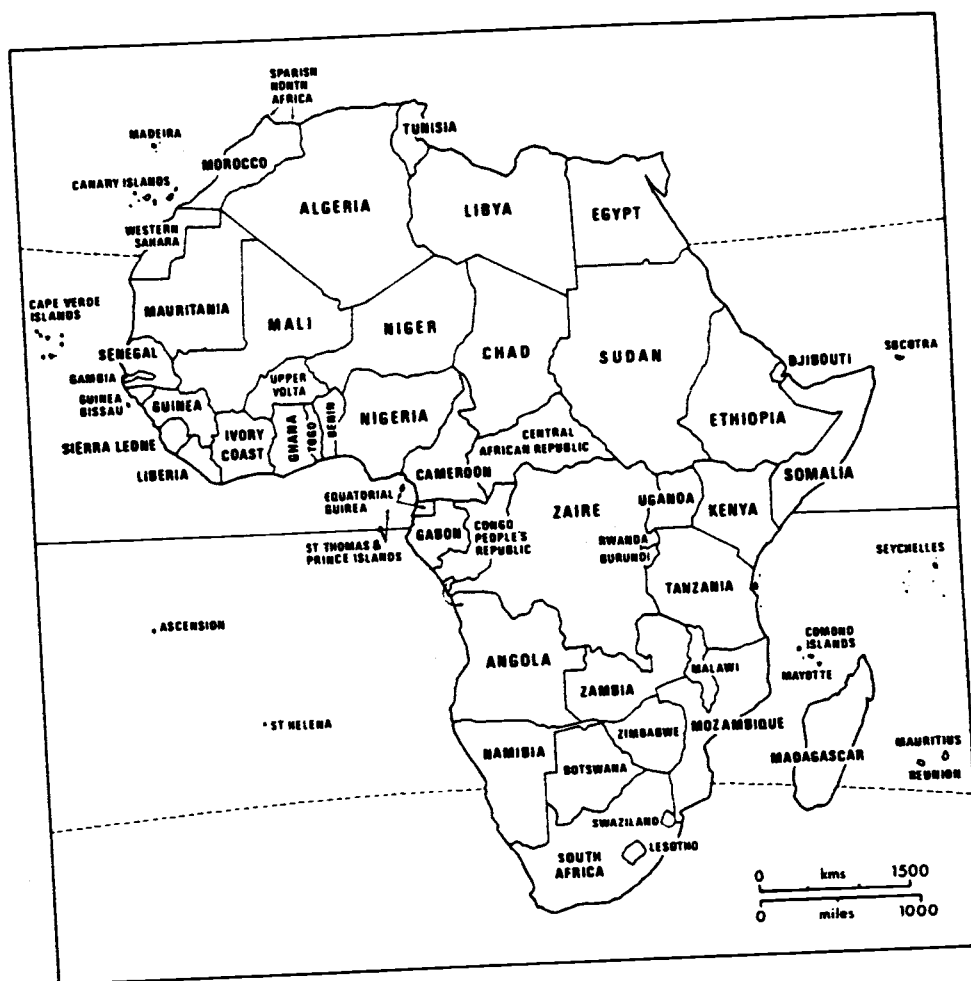 SPARISH
NONTH
AFRICA
MADEIRA
TUNISIA
MOROCCO
CANARY ISLANDS
ALGERIA
LIBYA
EGYPT
WESTERN
SAHARA
CAPE VERDE
ISLANDS
MAURITANIA
MALI
NIGER
CHAD
SUDAN
SENEGAL
GAMBIA
GUINEA
BISSAU
GUINEA
UPPER
VOLTA
NIGERIA
DJIBOUTI
SOCOTRA
ETHIOPIA
SIERRA LEONE
IVORY
COAST
GHANA
TOGO
BENIN
CENTRAL
AFRICAN REPUBLIC
LIBERIA
CAMEROON
SOMALIA
EQUATORIAL
GUIREA
ZAIRE
UGANDA
KENYA
GABON
CONGO
PEOPLE'S
REPUBLIC
ST THOMAS &
PRINCE ISLANDS
RWANDA
BURUNDI
SEYCHELLES
TANZANIA
ASCENSION
COMOND
ISLANDS
ANGOLA
MALAWI
MAYOTTE
ZAMBIA
ST HELENA
NAMIBIA
ZIMBABWE
MOZAMBIQUE
MADAGASCAR
MAURITIUS
REUNION
BOTSWANA
SWAZILAND
LESOTHO
SOUTH
AFRICA
0 kms 1500
0 miles 1000